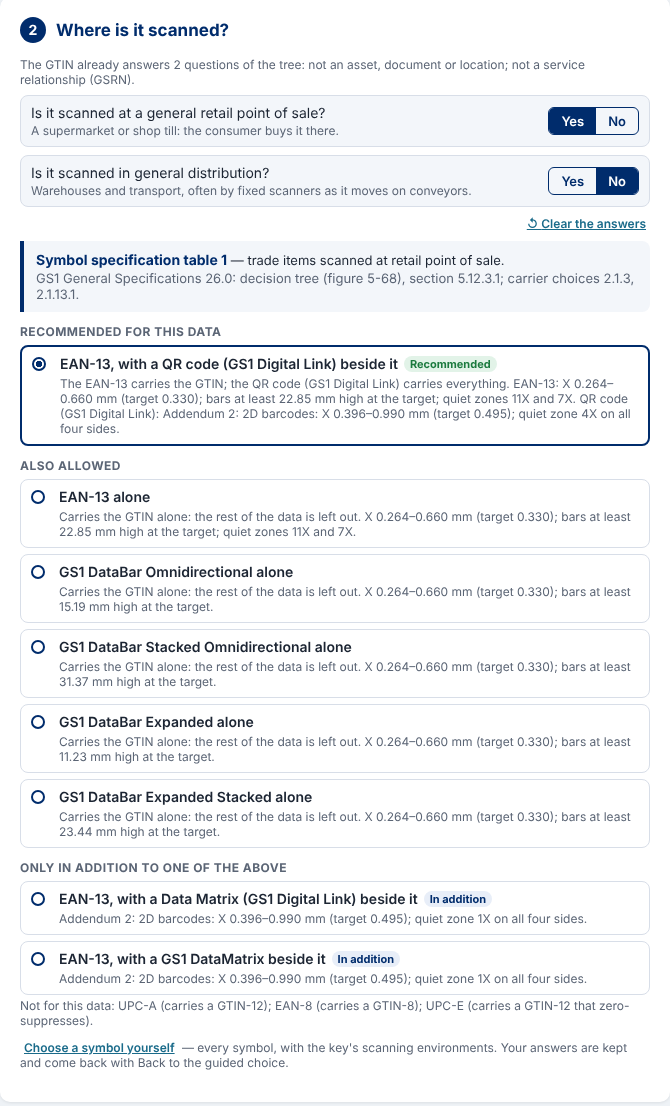 2 Where is it scanned?
The GTIN already answers 2 questions of the tree: not an asset, document or location; not a service
relationship (GSRN).
Is it scanned at a general retail point of sale?
A supermarket or shop till: the consumer buys it there.
Yes No
Is it scanned in general distribution?
Warehouses and transport, often by fixed scanners as it moves on conveyors.
Yes No
↺ Clear the answers
Symbol specification table 1 — trade items scanned at retail point of sale.
GS1 General Specifications 26.0: decision tree (figure 5-68), section 5.12.3.1; carrier choices 2.1.3,
2.1.13.1.
RECOMMENDED FOR THIS DATA
EAN-13, with a QR code (GS1 Digital Link) beside it Recommended
The EAN-13 carries the GTIN; the QR code (GS1 Digital Link) carries everything. EAN-13: X 0.264–
0.660 mm (target 0.330); bars at least 22.85 mm high at the target; quiet zones 11X and 7X. QR code
(GS1 Digital Link): Addendum 2: 2D barcodes: X 0.396–0.990 mm (target 0.495); quiet zone 4X on all
four sides.
ALSO ALLOWED
EAN-13 alone
Carries the GTIN alone: the rest of the data is left out. X 0.264–0.660 mm (target 0.330); bars at least
22.85 mm high at the target; quiet zones 11X and 7X.
GS1 DataBar Omnidirectional alone
Carries the GTIN alone: the rest of the data is left out. X 0.264–0.660 mm (target 0.330); bars at least
15.19 mm high at the target.
GS1 DataBar Stacked Omnidirectional alone
Carries the GTIN alone: the rest of the data is left out. X 0.264–0.660 mm (target 0.330); bars at least
31.37 mm high at the target.
GS1 DataBar Expanded alone
Carries the GTIN alone: the rest of the data is left out. X 0.264–0.660 mm (target 0.330); bars at least
11.23 mm high at the target.
GS1 DataBar Expanded Stacked alone
Carries the GTIN alone: the rest of the data is left out. X 0.264–0.660 mm (target 0.330); bars at least
23.44 mm high at the target.
ONLY IN ADDITION TO ONE OF THE ABOVE
EAN-13, with a Data Matrix (GS1 Digital Link) beside it In addition
Addendum 2: 2D barcodes: X 0.396–0.990 mm (target 0.495); quiet zone 1X on all four sides.
EAN-13, with a GS1 DataMatrix beside it In addition
Addendum 2: 2D barcodes: X 0.396–0.990 mm (target 0.495); quiet zone 1X on all four sides.
Not for this data: UPC-A (carries a GTIN-12); EAN-8 (carries a GTIN-8); UPC-E (carries a GTIN-12 that zero-
suppresses).
Choose a symbol yourself — every symbol, with the key's scanning environments. Your answers are kept
and come back with Back to the guided choice.